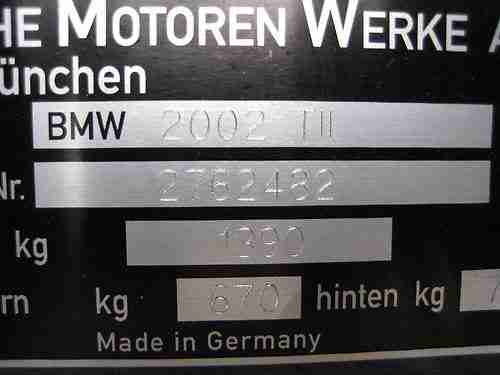 HE MOTOREN WERKE A
ünchen
BMW 2002 TII
Nr. 2762482
kg 1390
rn kg 670 hinten kg 7
Made in Germany